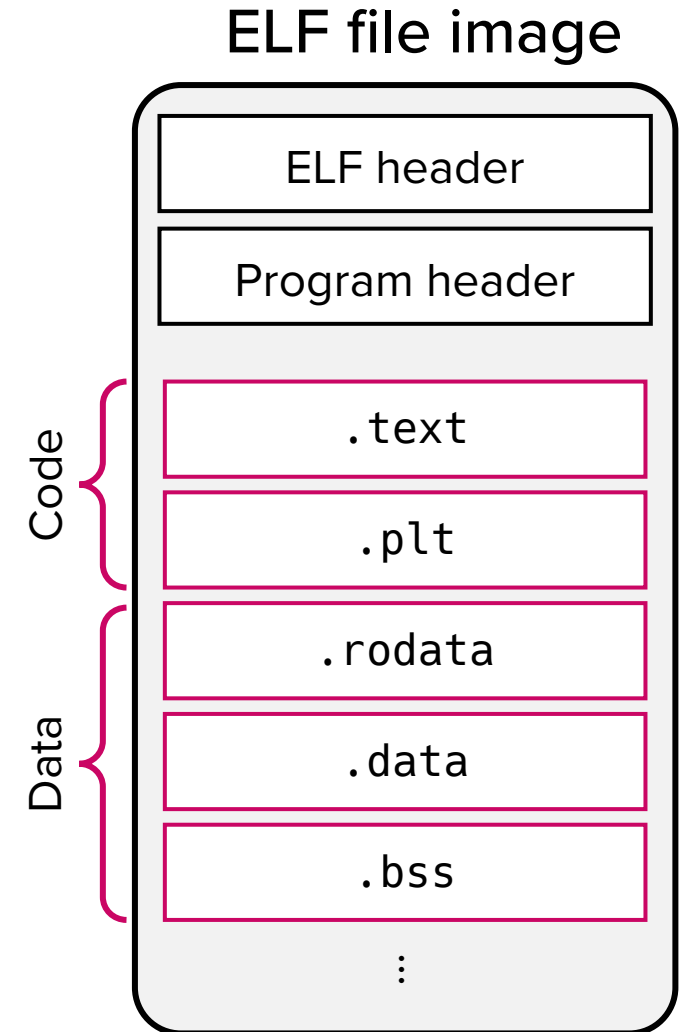 ELF file image
ELF header
Program header
Code
.text
.plt
Data
.rodata
.data
.bss
⋮